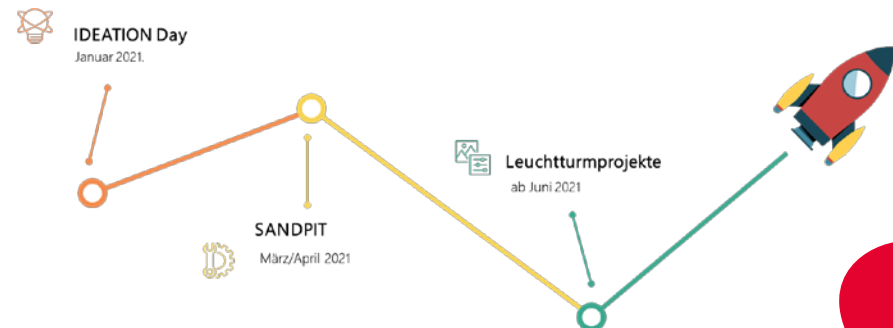 IDEATION Day
Januar 2021.
SANDPIT
März/April 2021
Leuchtturmprojekte
ab Juni 2021